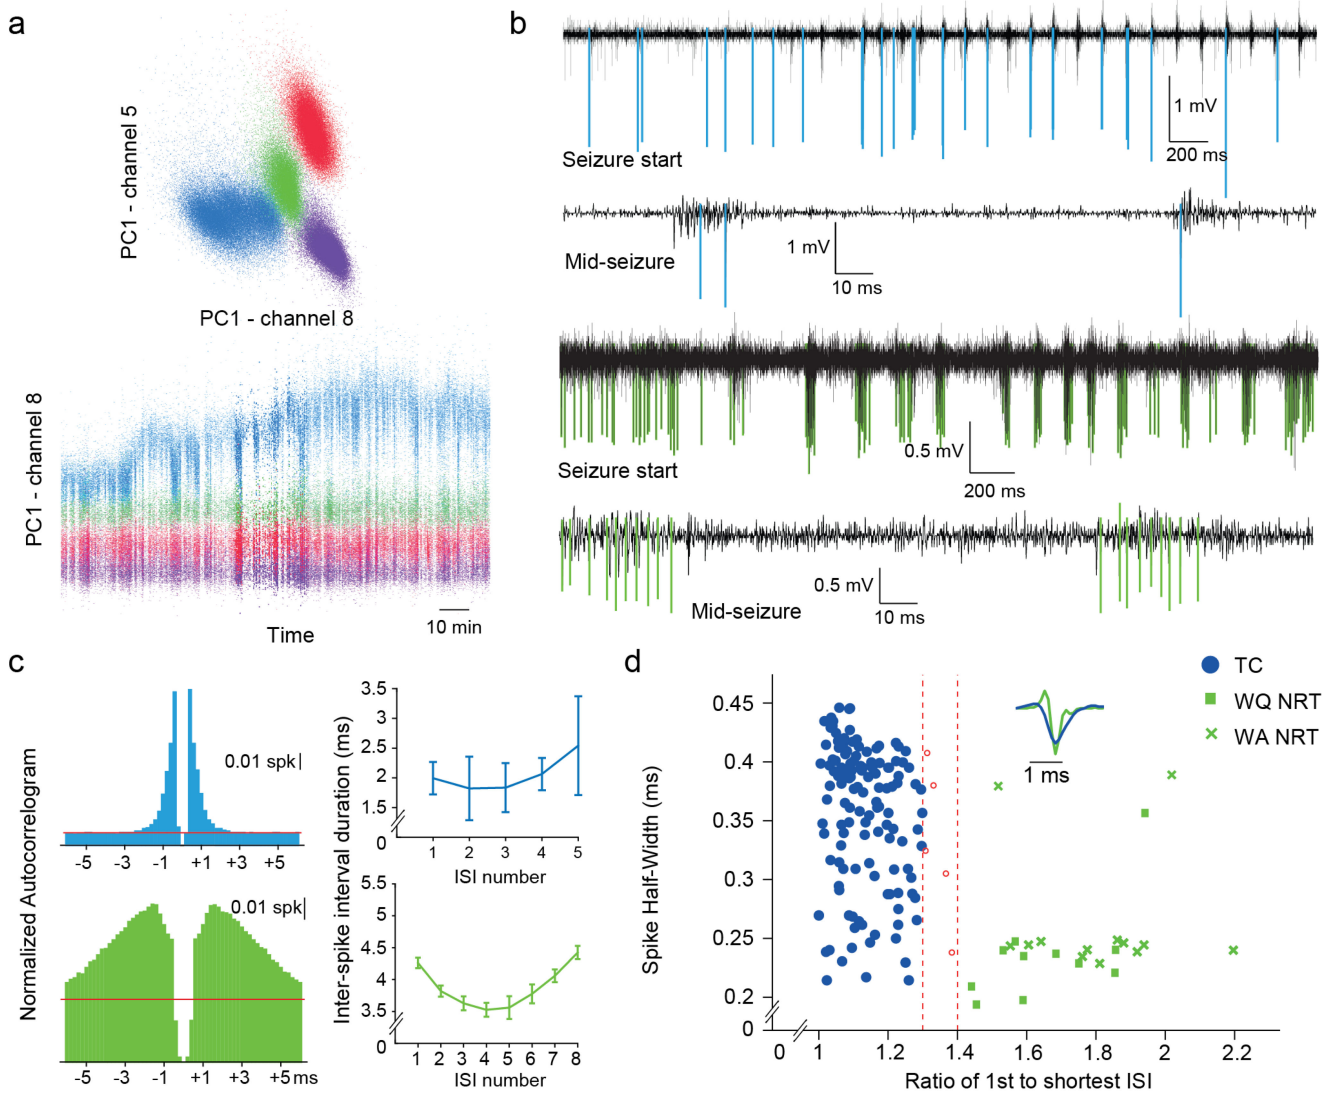 a
PC1 - channel 5
PC1 - channel 8
PC1 - channel 8
Time
10 min
b
1 mV
200 ms
Seizure start
1 mV
10 ms
Mid-seizure
0.5 mV
200 ms
Seizure start
0.5 mV
10 ms
Mid-seizure
c
Normalized Autocorrelogram
0.01 spk
-5 -3 -1 +1 +3 +5
0.01 spk
-5 -3 -1 +1 +3 +5 ms
Inter-spike interval duration (ms)
3.5
2.5
2
1.5
0
1 2 3 4 5
ISI number
5.5
4.5
4
3.5
0
1 2 3 4 5 6 7 8
ISI number
d
TC
WQ NRT
WA NRT
1 ms
Spike Half-Width (ms)
0.45
0.4
0.35
0.3
0.25
0.2
0
0 1 1.2 1.4 1.6 1.8 2 2.2
Ratio of 1st to shortest ISI